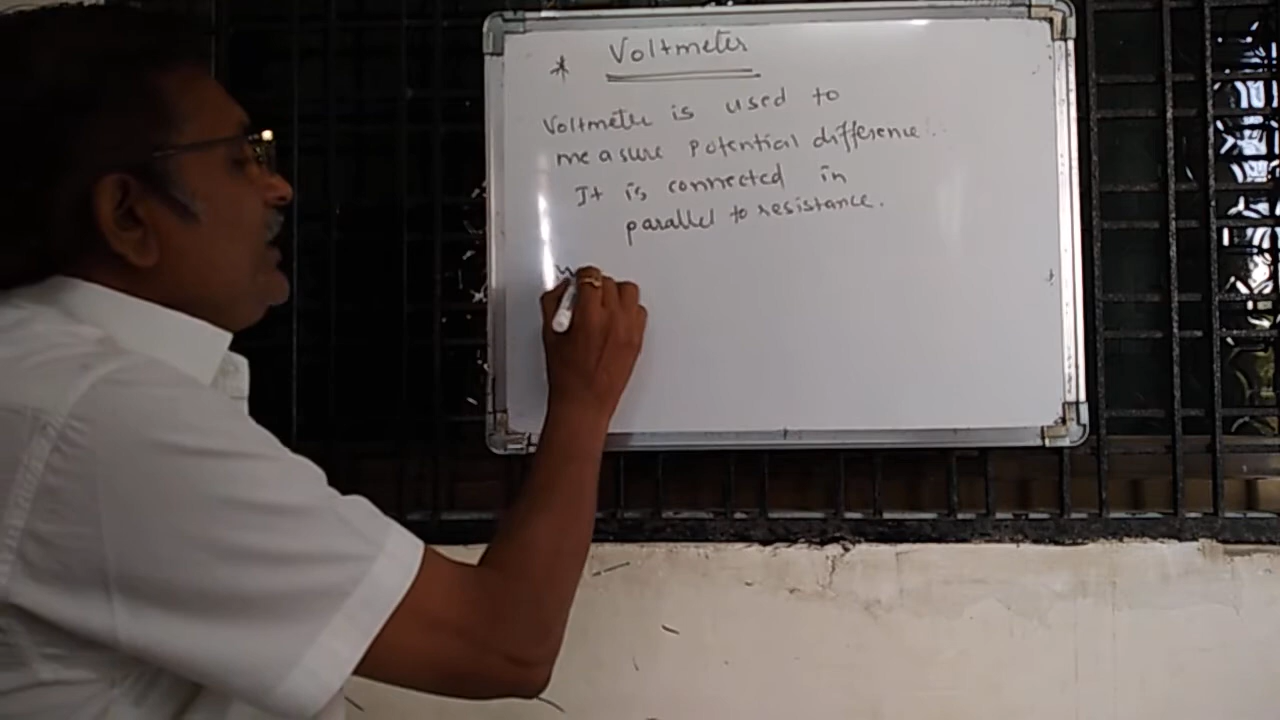 * Voltmeter
Voltmeter is used to
measure potential difference.
It is connected in
parallel to resistance.